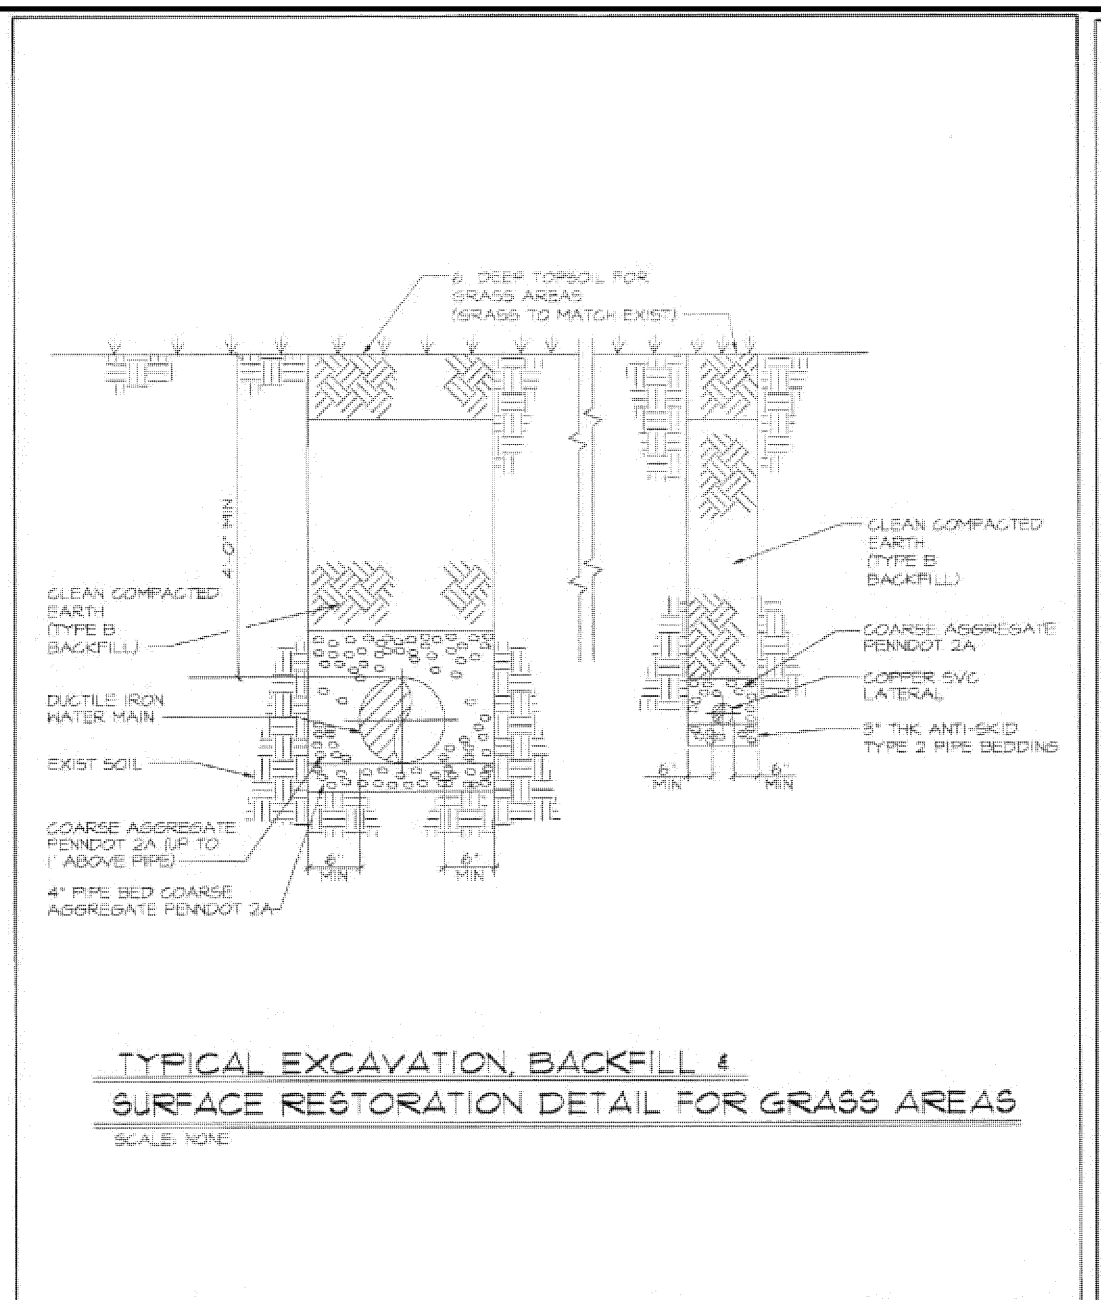 6" DEEP TOPSOIL FOR
GRASS AREAS
(GRASS TO MATCH EXIST)
4'-0" MIN
CLEAN COMPACTED
EARTH
(TYPE B
BACKFILL)
DUCTILE IRON
WATER MAIN
EXIST SOIL
COARSE AGGREGATE
PENNDOT 2A (UP TO
1' ABOVE PIPE)
4" PIPE BED COARSE
AGGREGATE PENNDOT 2A
6"
MIN
6"
MIN
CLEAN COMPACTED
EARTH
(TYPE B
BACKFILL)
COARSE AGGREGATE
PENNDOT 2A
COPPER SVC
LATERAL
3" THK ANTI-SKID
TYPE 2 PIPE BEDDING
6"
MIN
6"
MIN
TYPICAL EXCAVATION, BACKFILL &
SURFACE RESTORATION DETAIL FOR GRASS AREAS
SCALE: NONE